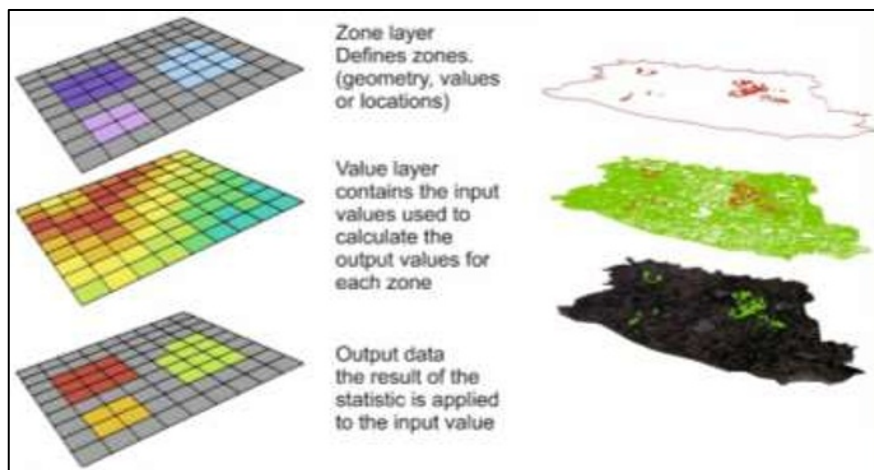 Zone layer
Defines zones.
(geometry, values
or locations)
Value layer
contains the input
values used to
calculate the
output values for
each zone
Output data
the result of the
statistic is applied
to the input value